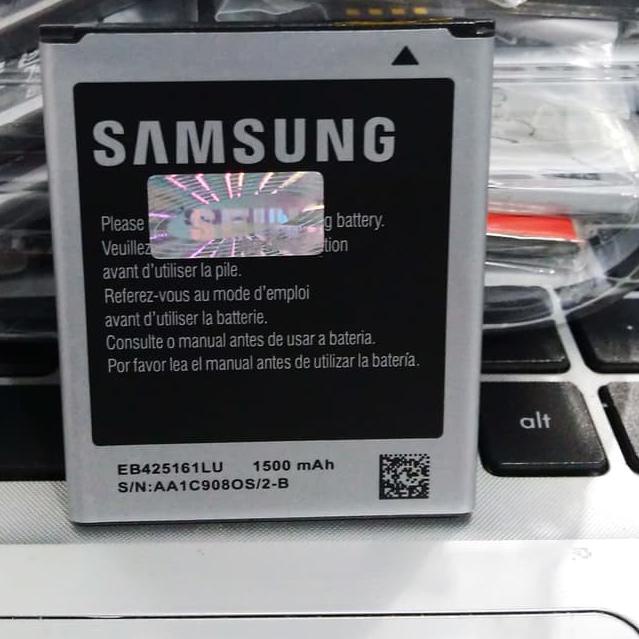 SAMSUNG
Please g battery.
Veuillez tion
avant d'utiliser la pile.
Referez-vous au mode d'emploi
avant d'utiliser la batterie.
Consulte o manual antes de usar a bateria.
Por favor lea el manual antes de utilizar la batería.
EB425161LU 1500 mAh
S/N:AA1C908OS/2-B
alt